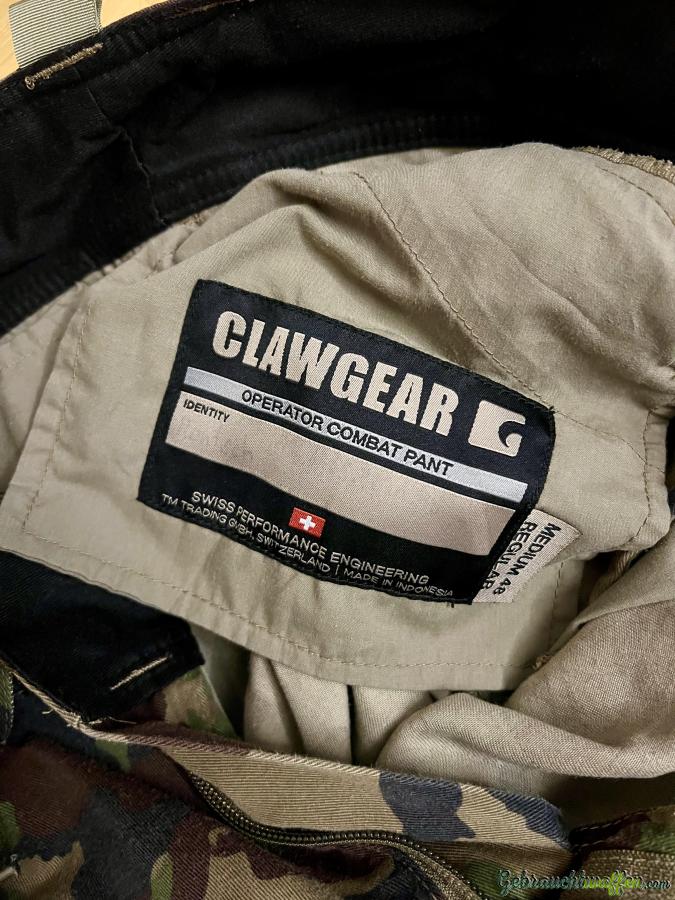 CLAWGEAR
OPERATOR COMBAT PANT
IDENTITY
SWISS PERFORMANCE ENGINEERING
TM TRADING GMBH, SWITZERLAND | MADE IN INDONESIA
MEDIUM 48
REGULAR
Gebrauchtwaffen.com